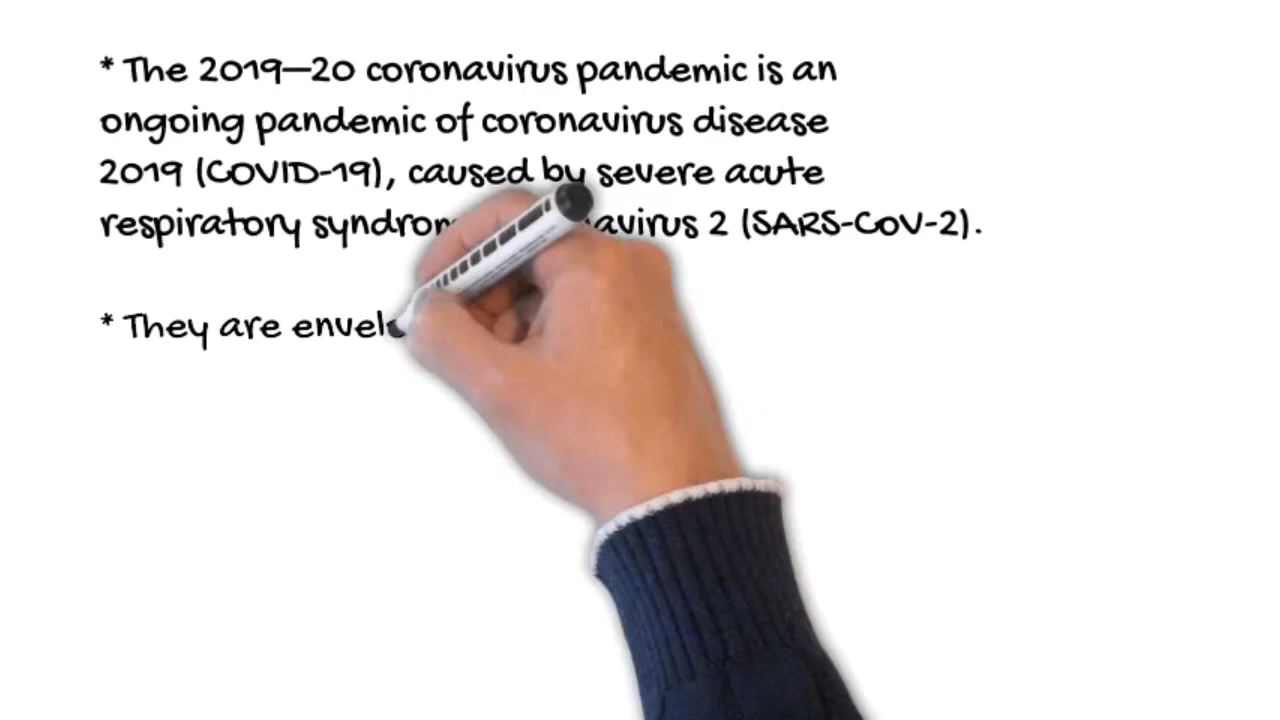 * The 2019—20 coronavirus pandemic is an
ongoing pandemic of coronavirus disease
2019 (COVID-19), caused by severe acute
respiratory 2 (SARS-CoV-2).
* They are